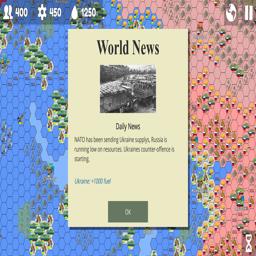 400 450 1250
World News
Daily News
NATO has been sending Ukraine supplys, Russia is
running low on resources. Ukraines counter-offence is
starting.
Ukraine: +1000 fuel
OK